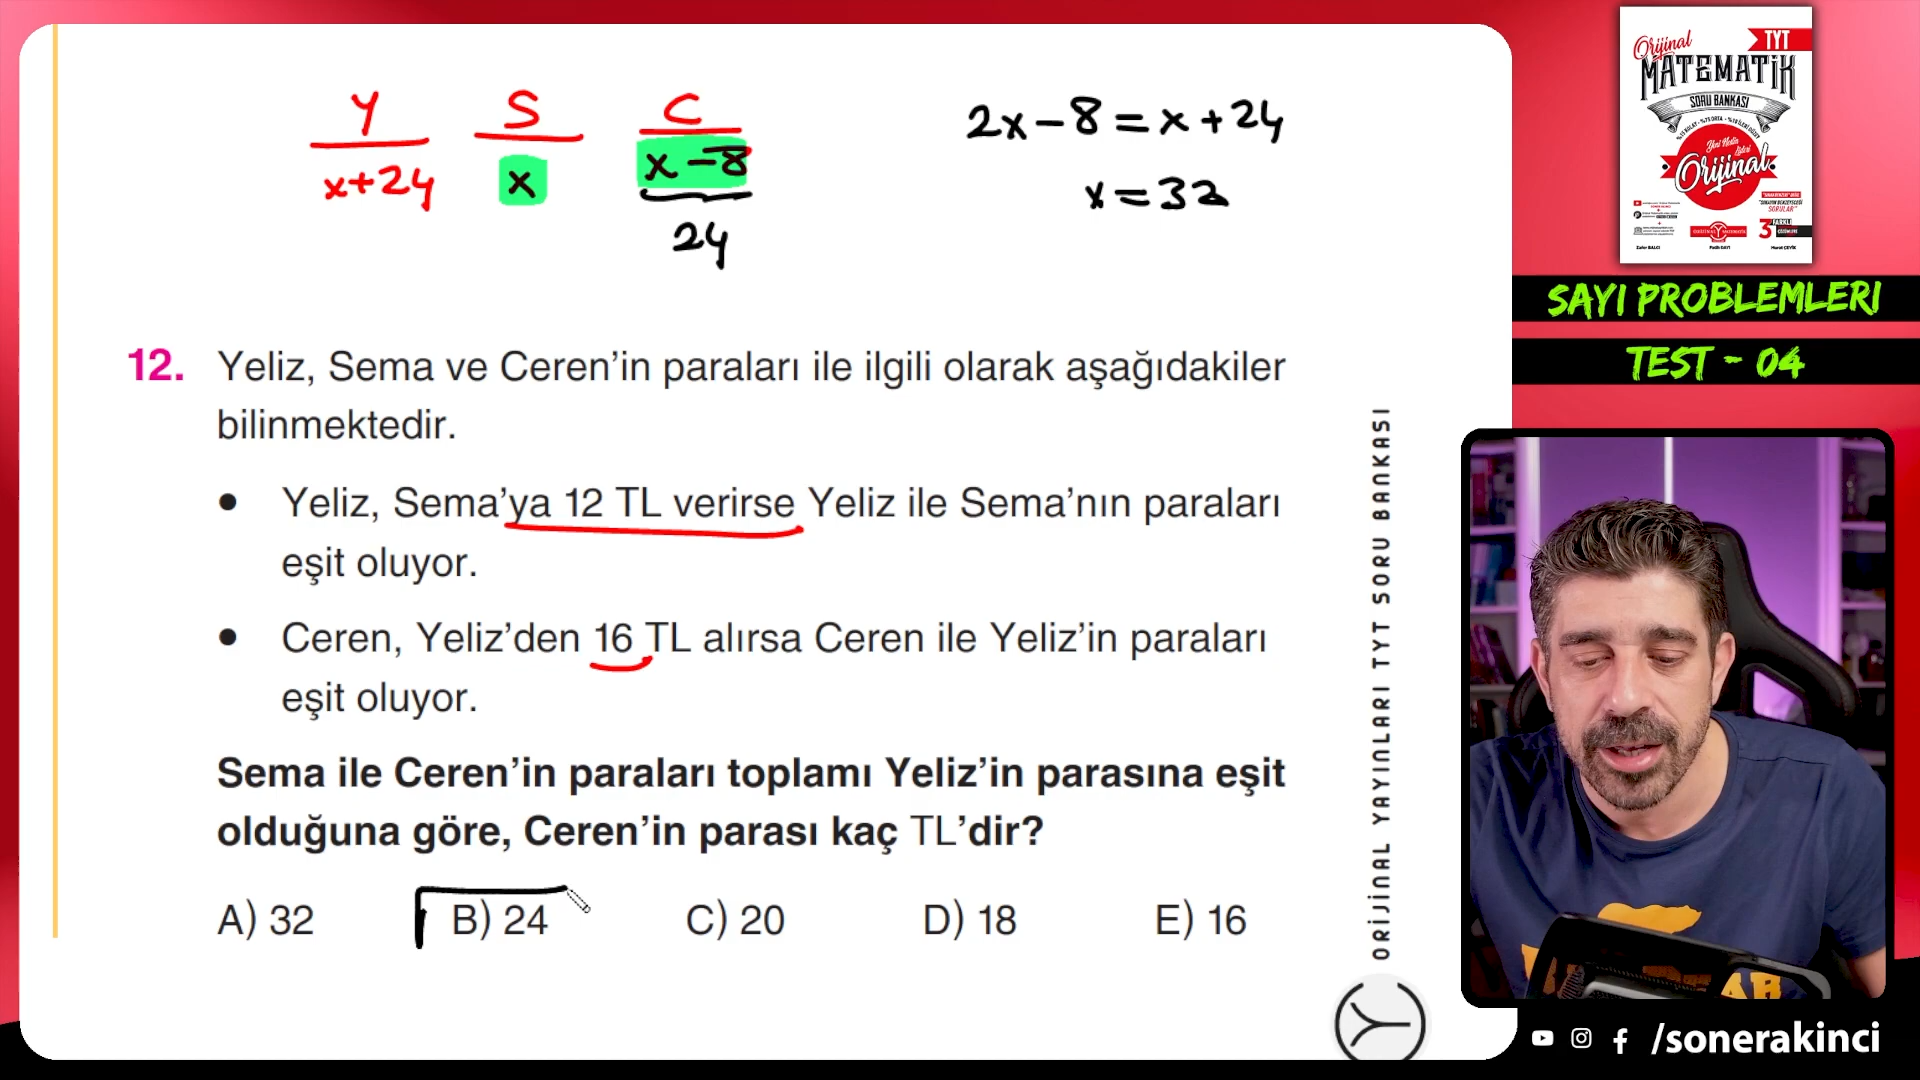 Y S C
x+24 x x-8
24
2x-8=x+24
x=32
12. Yeliz, Sema ve Ceren’in paraları ile ilgili olarak aşağıdakiler
bilinmektedir.
• Yeliz, Sema’ya 12 TL verirse Yeliz ile Sema’nın paraları
eşit oluyor.
• Ceren, Yeliz’den 16 TL alırsa Ceren ile Yeliz’in paraları
eşit oluyor.
Sema ile Ceren’in paraları toplamı Yeliz’in parasına eşit
olduğuna göre, Ceren’in parası kaç TL’dir?
A) 32 B) 24 C) 20 D) 18 E) 16
ORİJİNAL YAYINLARI TYT SORU BANKASI
Orijinal TYT
MATEMATİK
SORU BANKASI
Orijinal
3
SAYI PROBLEMLERI
TEST - 04
/sonerakinci